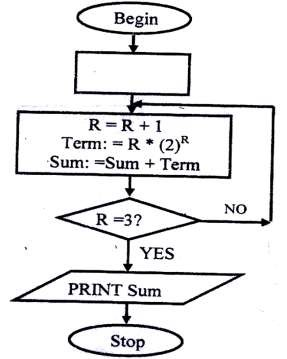 Begin
R = R + 1
Term: = R * (2)^R
Sum: =Sum + Term
R =3?
NO
YES
PRINT Sum
Stop